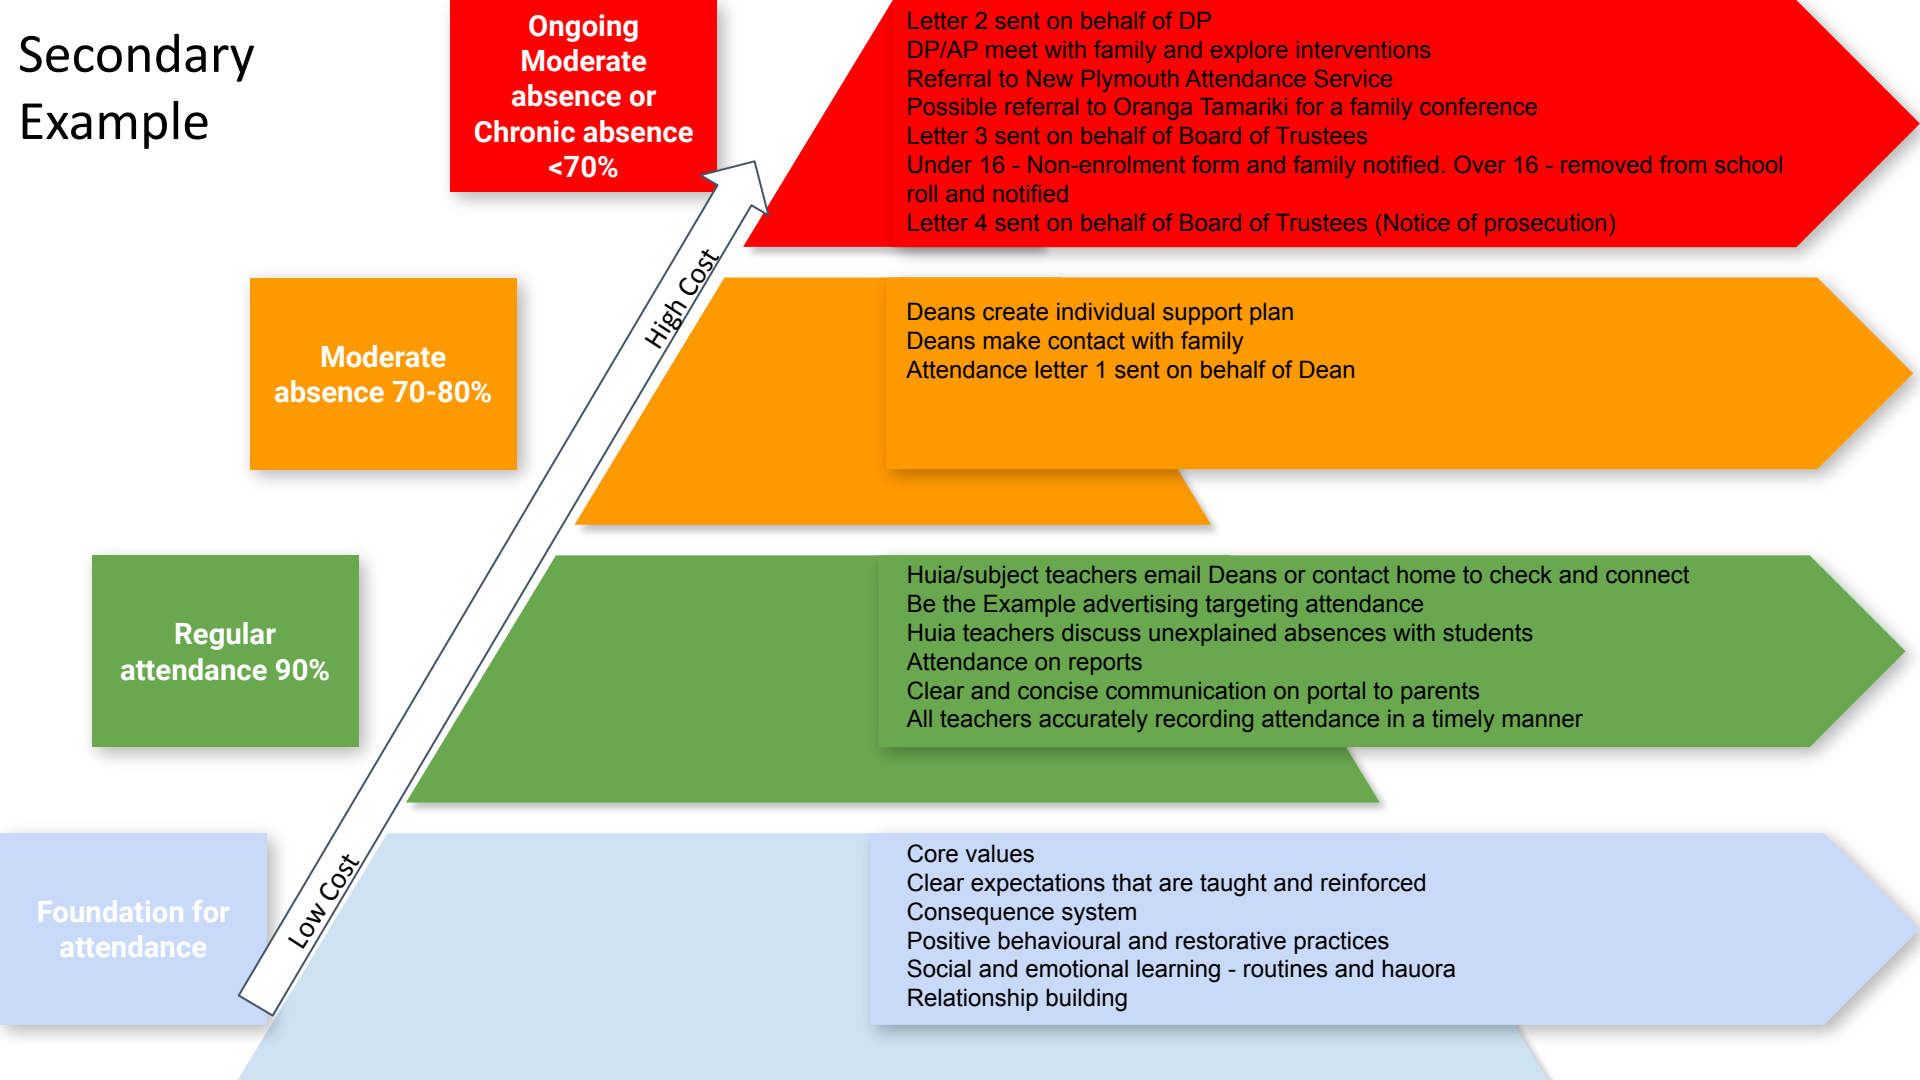 Secondary
Example
Ongoing
Moderate
absence or
Chronic absence
<70%
Letter 2 sent on behalf of DP
DP/AP meet with family and explore interventions
Referral to New Plymouth Attendance Service
Possible referral to Oranga Tamariki for a family conference
Letter 3 sent on behalf of Board of Trustees
Under 16 - Non-enrolment form and family notified. Over 16 - removed from school
roll and notified
Letter 4 sent on behalf of Board of Trustees (Notice of prosecution)
High Cost
Moderate
absence 70-80%
Deans create individual support plan
Deans make contact with family
Attendance letter 1 sent on behalf of Dean
Regular
attendance 90%
Huia/subject teachers email Deans or contact home to check and connect
Be the Example advertising targeting attendance
Huia teachers discuss unexplained absences with students
Attendance on reports
Clear and concise communication on portal to parents
All teachers accurately recording attendance in a timely manner
Low Cost
Foundation for
attendance
Core values
Clear expectations that are taught and reinforced
Consequence system
Positive behavioural and restorative practices
Social and emotional learning - routines and hauora
Relationship building